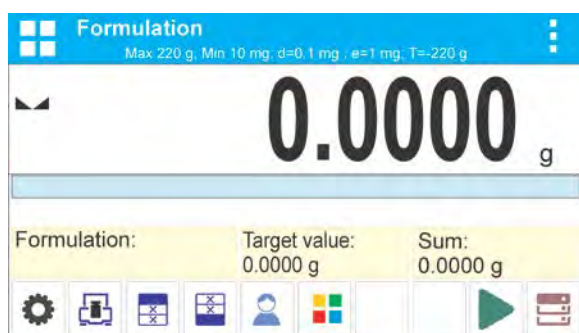 Formulation
Max 220 g, Min 10 mg; d=0.1 mg ; e=1 mg; T=-220 g
0.0000 g
Formulation: Target value: Sum:
0.0000 g 0.0000 g